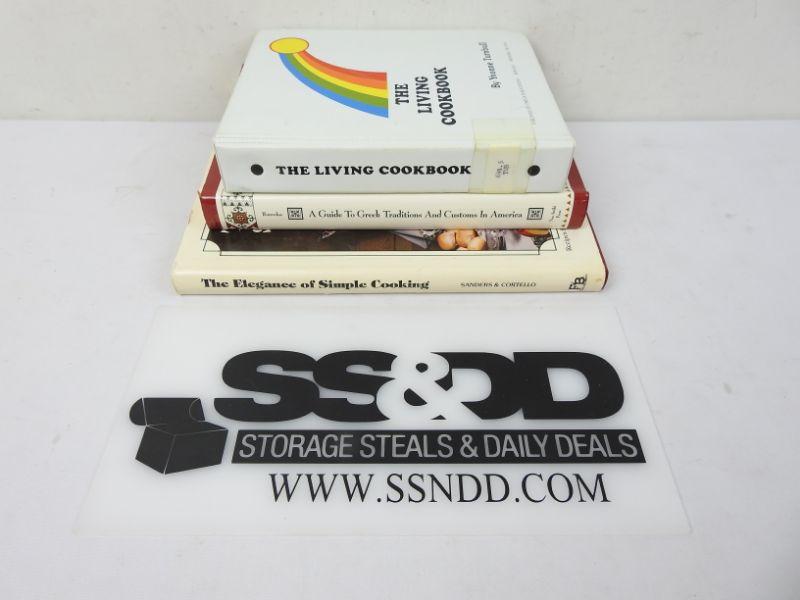 THE
LIVING
COOKBOOK
By Yvonne Turnbull
THE LIVING COOKBOOK
A Guide To Greek Traditions And Customs In America
The Elegance of Simple Cooking
SANDERS & CORTELLO
FB
SS&DD
STORAGE STEALS & DAILY DEALS
WWW.SSNDD.COM